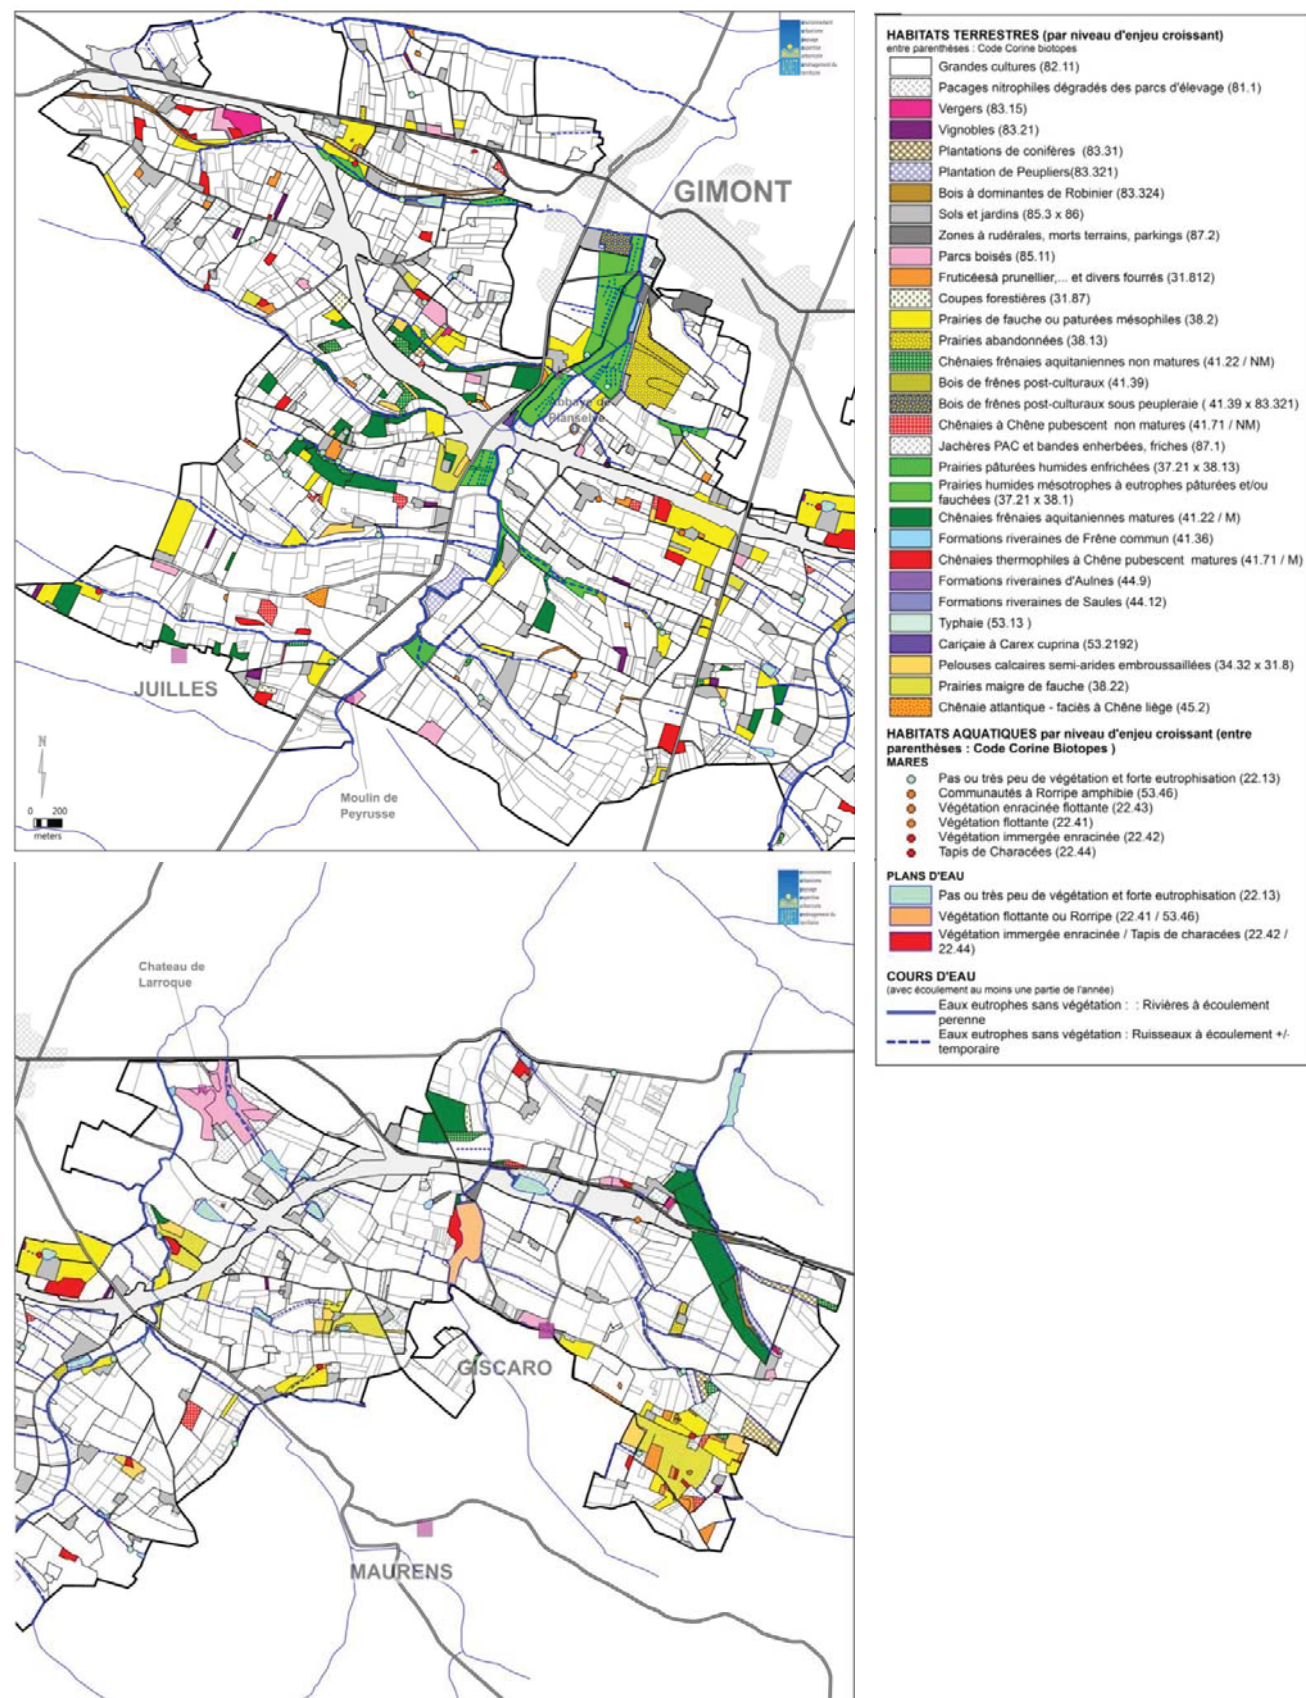 GIMONT
Abbaye de
Planselve
JUILLES
Moulin de
Peyrusse
N
0 200
meters
Chateau de
Larroque
GISCARO
MAURENS
HABITATS TERRESTRES (par niveau d'enjeu croissant)
entre parenthèses : Code Corine biotopes
Grandes cultures (82.11)
Pacages nitrophiles dégradés des parcs d'élevage (81.1)
Vergers (83.15)
Vignobles (83.21)
Plantations de conifères (83.31)
Plantation de Peupliers(83.321)
Bois à dominantes de Robinier (83.324)
Sols et jardins (85.3 x 86)
Zones à rudérales, morts terrains, parkings (87.2)
Parcs boisés (85.11)
Fruticéesà prunellier,... et divers fourrés (31.812)
Coupes forestières (31.87)
Prairies de fauche ou paturées mésophiles (38.2)
Prairies abandonnées (38.13)
Chênaies frênaies aquitaniennes non matures (41.22 / NM)
Bois de frênes post-culturaux (41.39)
Bois de frênes post-culturaux sous peupleraie ( 41.39 x 83.321)
Chênaies à Chêne pubescent non matures (41.71 / NM)
Jachères PAC et bandes enherbées, friches (87.1)
Prairies pâturées humides enfrichées (37.21 x 38.13)
Prairies humides mésotrophes à eutrophes pâturées et/ou
fauchées (37.21 x 38.1)
Chênaies frênaies aquitaniennes matures (41.22 / M)
Formations riveraines de Frêne commun (41.36)
Chênaies thermophiles à Chêne pubescent matures (41.71 / M)
Formations riveraines d'Aulnes (44.9)
Formations riveraines de Saules (44.12)
Typhaie (53.13 )
Cariçaie à Carex cuprina (53.2192)
Pelouses calcaires semi-arides embroussaillées (34.32 x 31.8)
Prairies maigre de fauche (38.22)
Chênaie atlantique - faciès à Chêne liège (45.2)
HABITATS AQUATIQUES par niveau d'enjeu croissant (entre
parenthèses : Code Corine Biotopes )
MARES
Pas ou très peu de végétation et forte eutrophisation (22.13)
Communautés à Rorripe amphibie (53.46)
Végétation enracinée flottante (22.43)
Végétation flottante (22.41)
Végétation immergée enracinée (22.42)
Tapis de Characées (22.44)
PLANS D'EAU
Pas ou très peu de végétation et forte eutrophisation (22.13)
Végétation flottante ou Rorripe (22.41 / 53.46)
Végétation immergée enracinée / Tapis de characées (22.42 /
22.44)
COURS D'EAU
(avec écoulement au moins une partie de l'année)
Eaux eutrophes sans végétation : : Rivières à écoulement
perenne
Eaux eutrophes sans végétation : Ruisseaux à écoulement +/-
temporaire